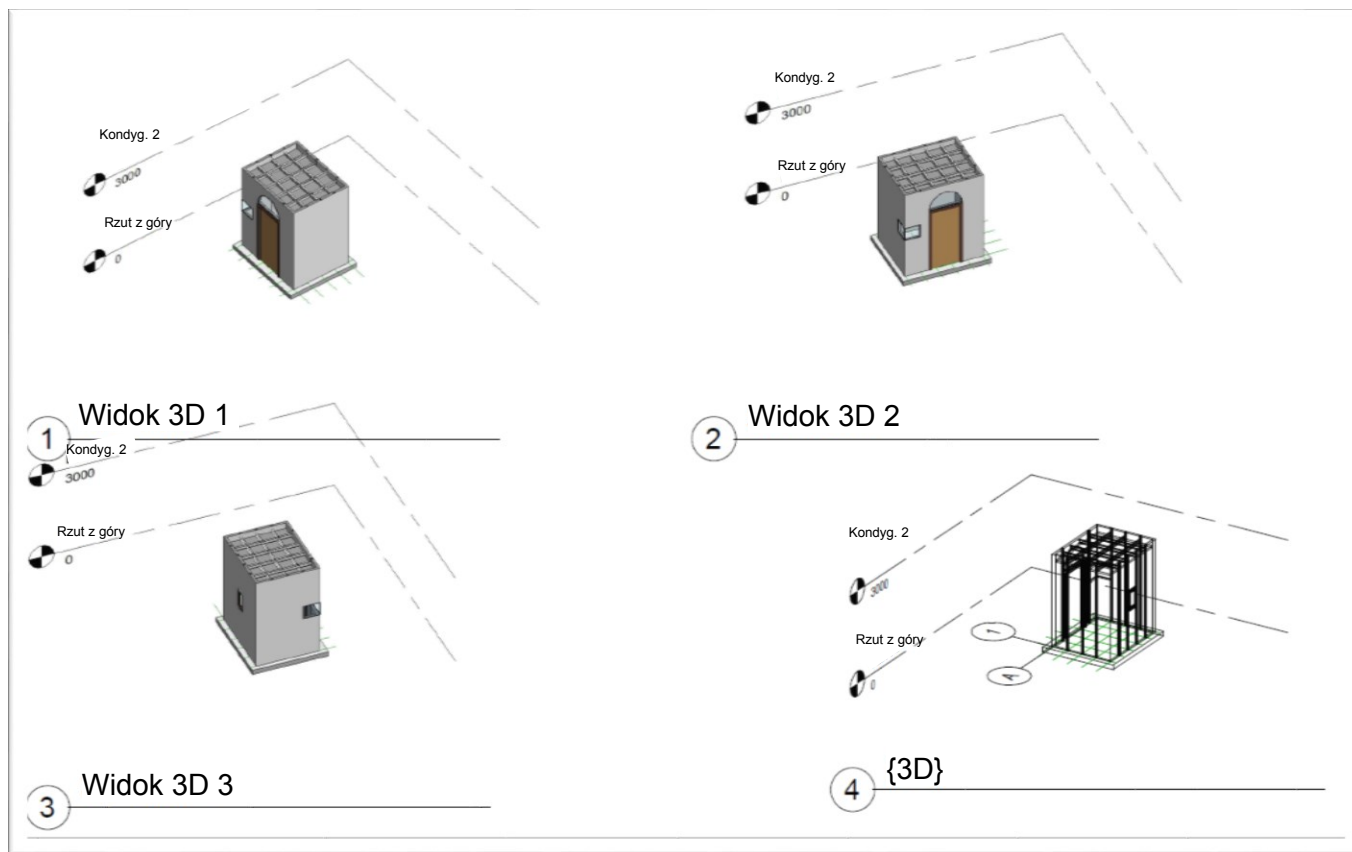 Kondyg. 2
3000
Rzut z góry
0
Kondyg. 2
3000
Rzut z góry
0
1 Widok 3D 1
2 Widok 3D 2
Kondyg. 2
3000
Rzut z góry
0
Kondyg. 2
3000
Rzut z góry
0
1
A
3 Widok 3D 3
4 {3D}